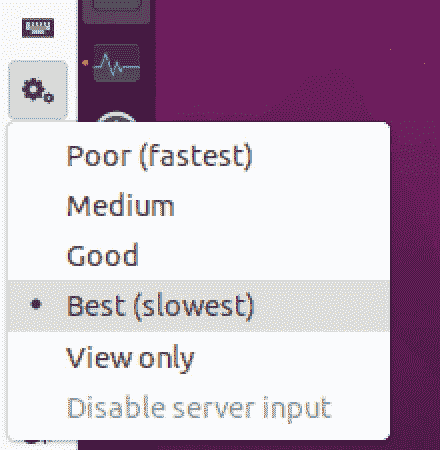 Poor (fastest)
Medium
Good
Best (slowest)
View only
Disable server input